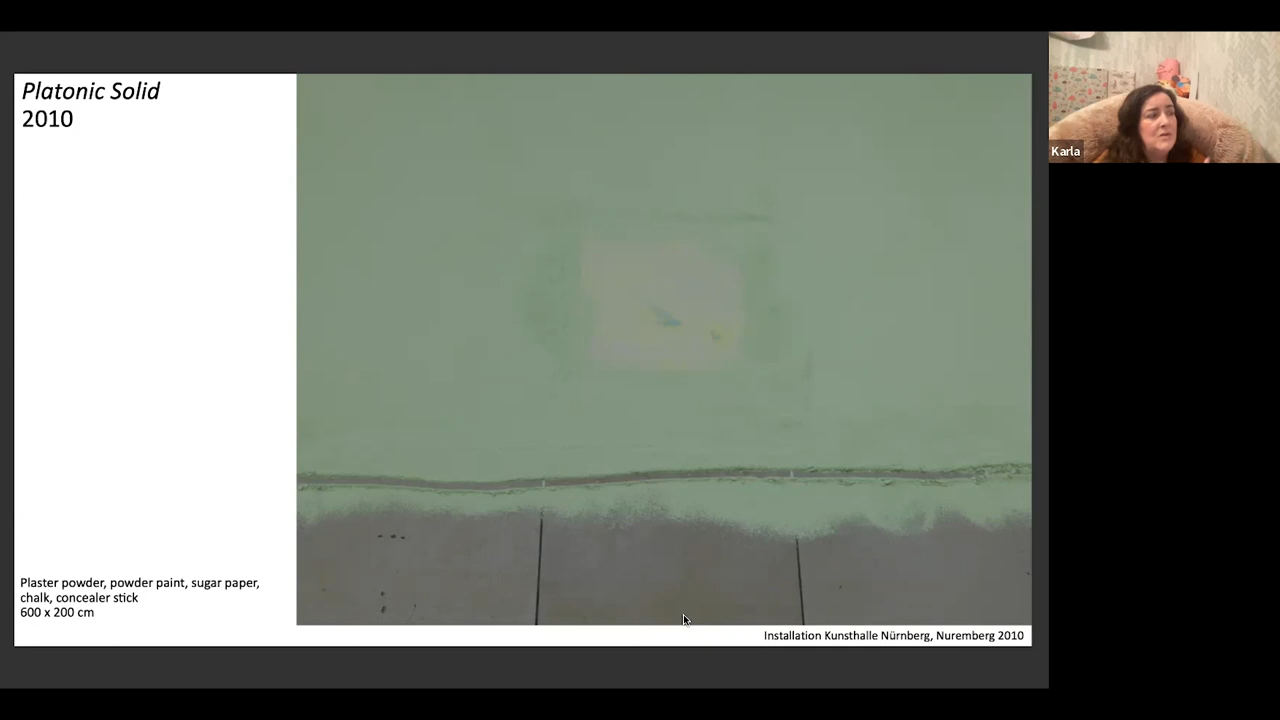 Platonic Solid
2010
Karla
Plaster powder, powder paint, sugar paper,
chalk, concealer stick
600 x 200 cm
Installation Kunsthalle Nürnberg, Nuremberg 2010